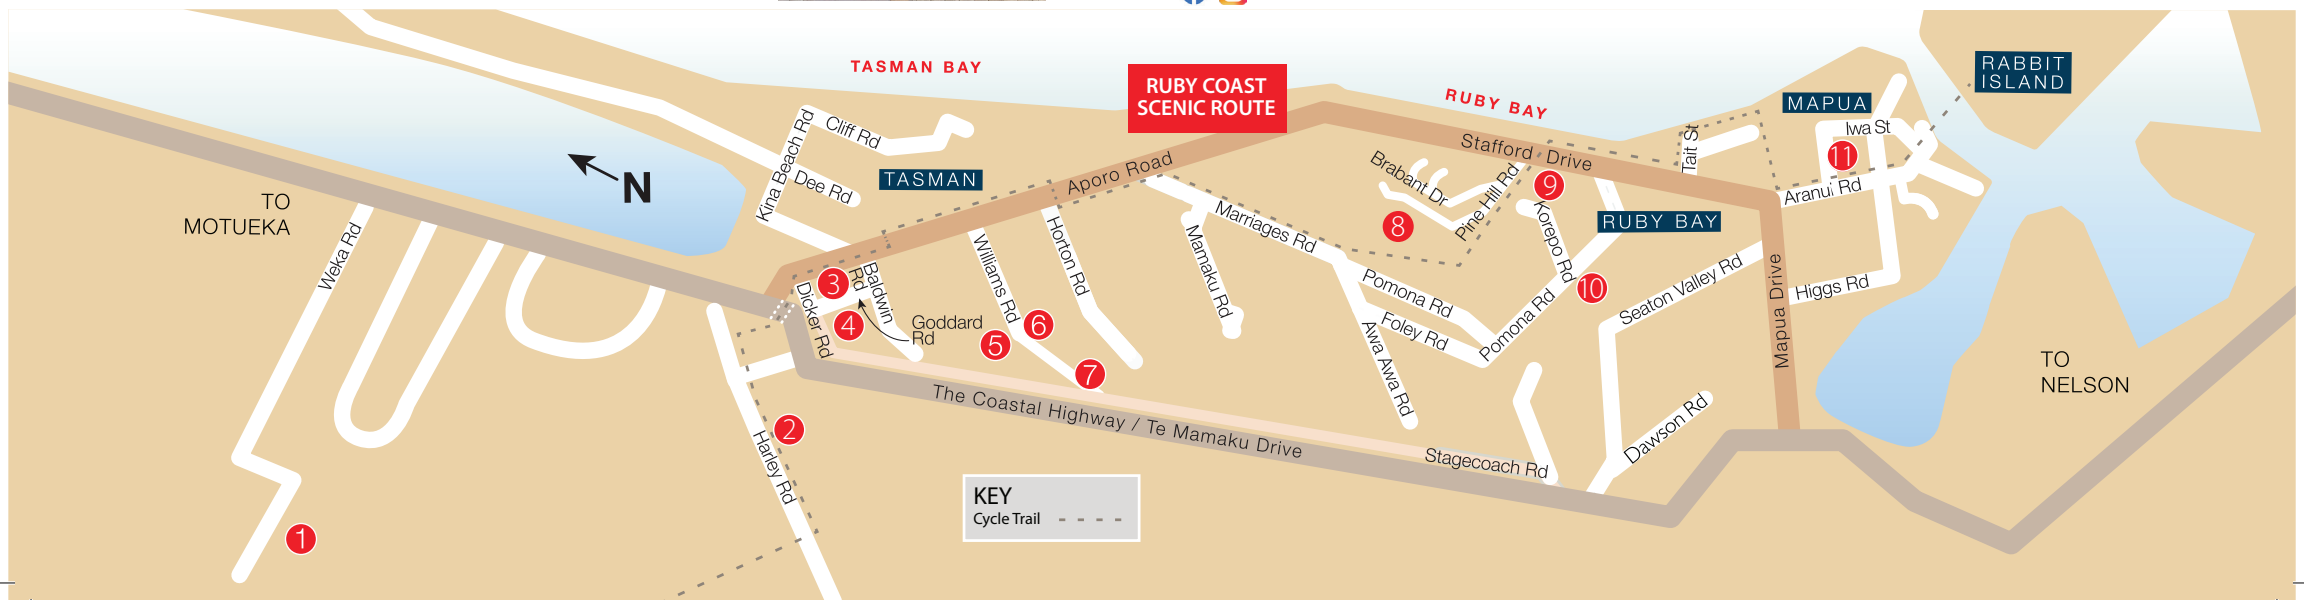 TASMAN BAY
RUBY COAST
SCENIC ROUTE
RUBY BAY
RABBIT
ISLAND
MAPUA
Iwa St
11
Aranui Rd
Tait St
Stafford Drive
Aporo Road
Cliff Rd
Kina Beach Rd
Dee Rd
TASMAN
N
TO
MOTUEKA
Weka Rd
1
Brabant Dr
Pine Hill Rd
8
9
Korepo Rd
RUBY BAY
10
Marriages Rd
Mamaku Rd
Horton Rd
Williams Rd
Baldwin
Rd
3
Dicker Rd
4
Goddard
Rd
5
6
7
Pomona Rd
Foley Rd
Pomona Rd
Awa Awa Rd
Seaton Valley Rd
Mapua Drive
Higgs Rd
TO
NELSON
Dawson Rd
Stagecoach Rd
The Coastal Highway / Te Mamaku Drive
2
Harley Rd
KEY
Cycle Trail